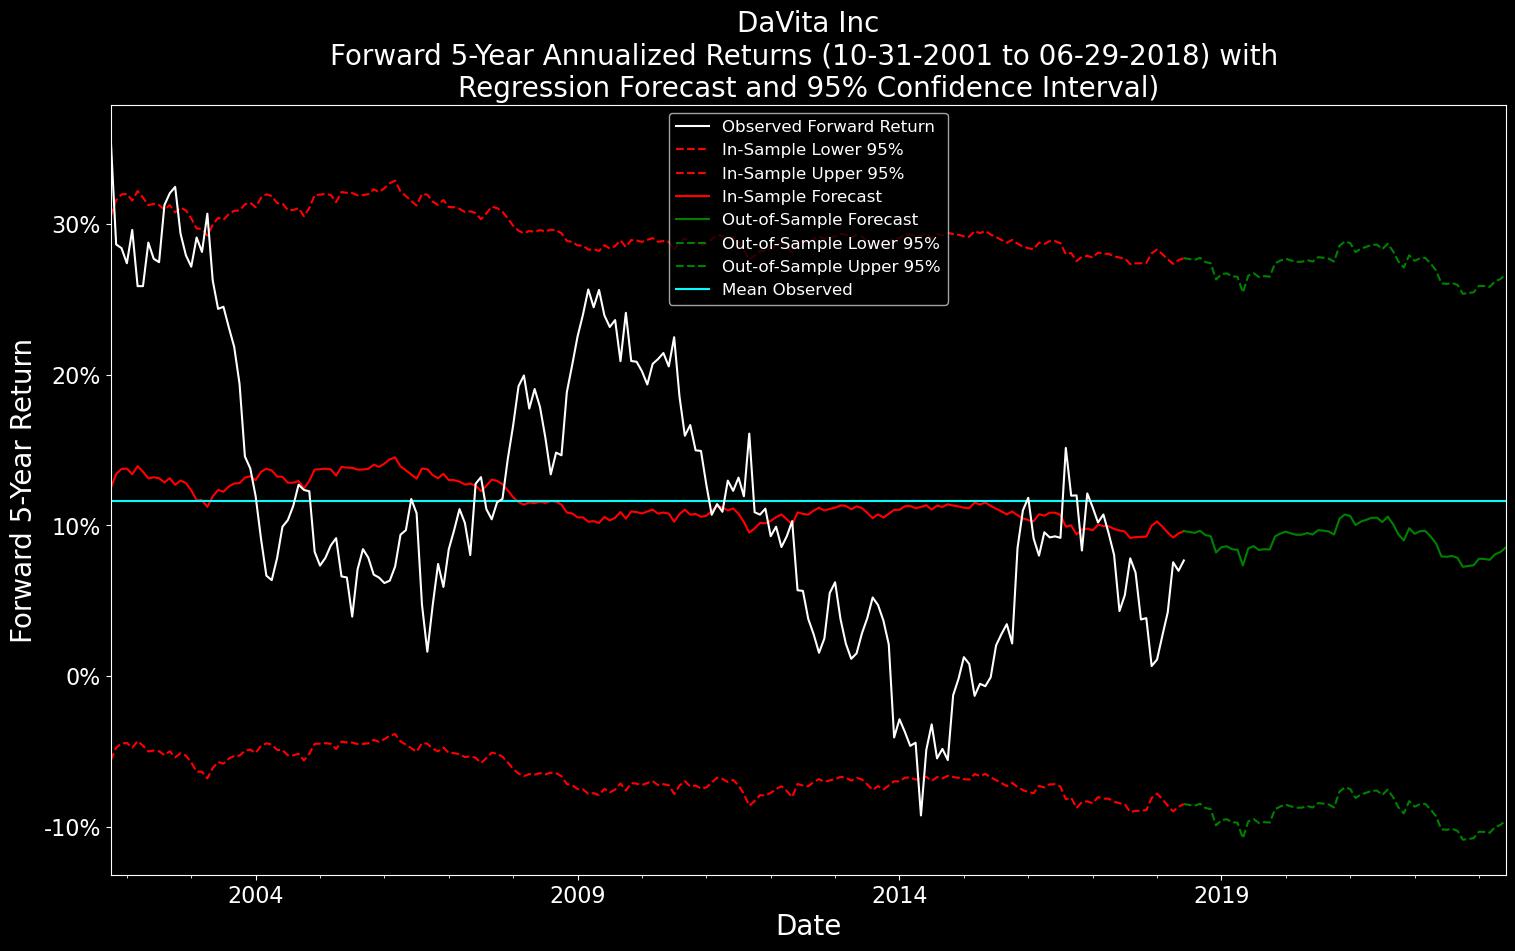 DaVita Inc
Forward 5-Year Annualized Returns (10-31-2001 to 06-29-2018) with
Regression Forecast and 95% Confidence Interval)
Observed Forward Return
In-Sample Lower 95%
In-Sample Upper 95%
In-Sample Forecast
Out-of-Sample Forecast
Out-of-Sample Lower 95%
Out-of-Sample Upper 95%
Mean Observed
Forward 5-Year Return
30%
20%
10%
0%
-10%
2004
2009
2014
2019
Date